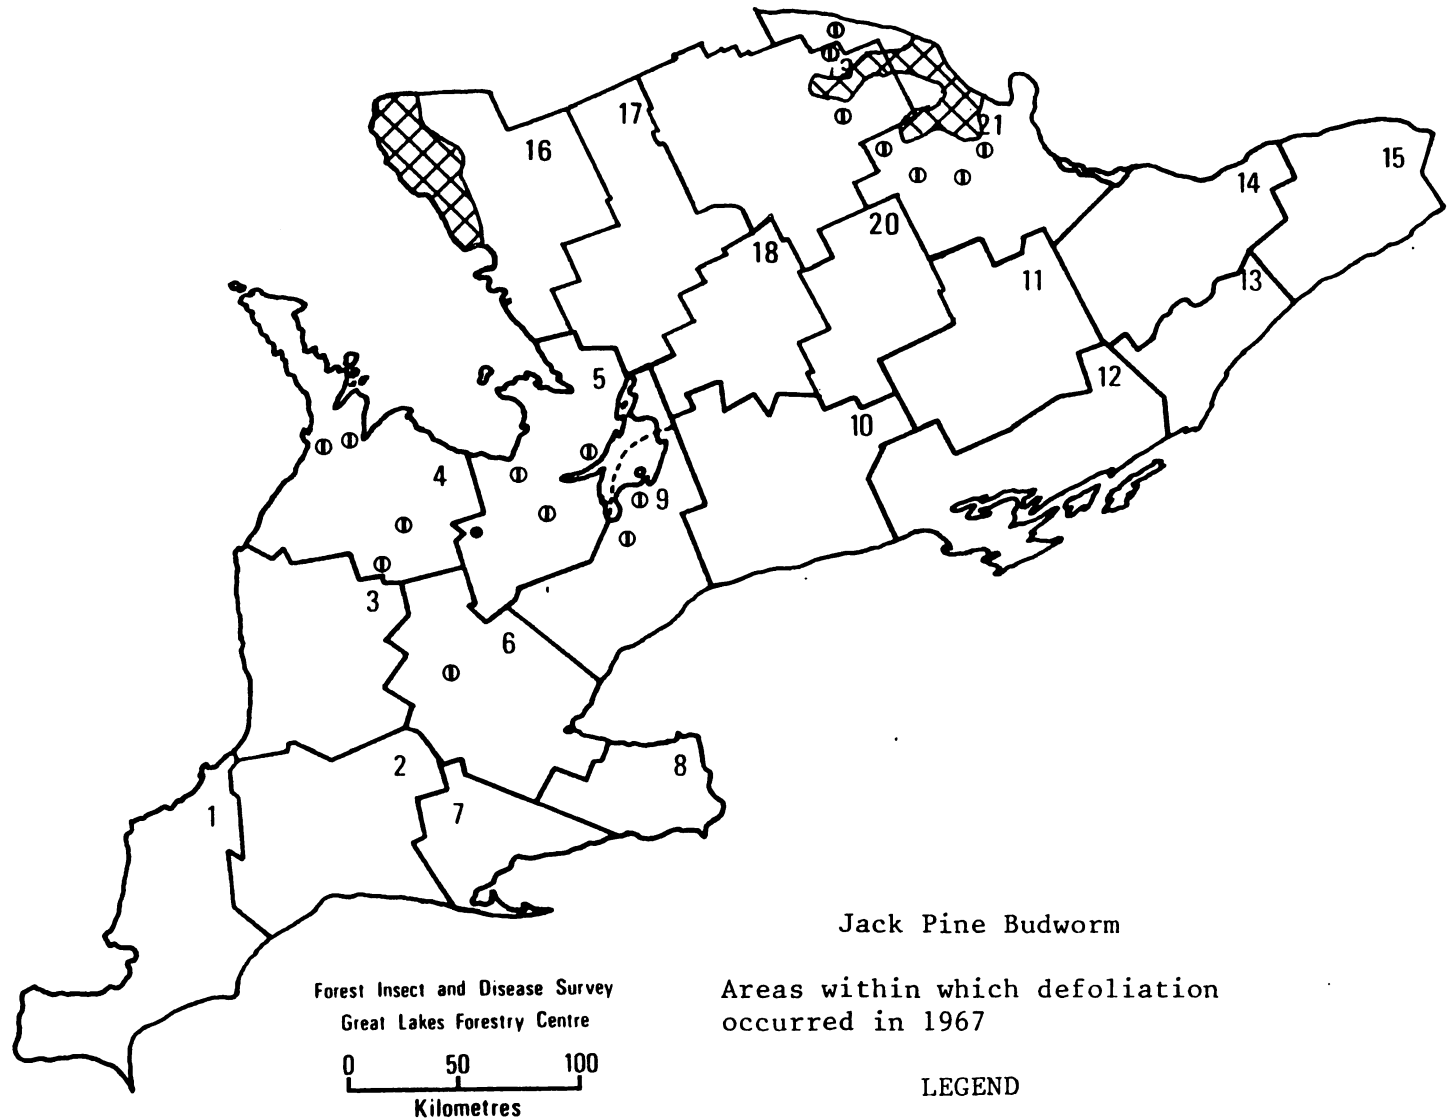 17
16
21
15
14
20
18
11
13
5
12
10
4
9
3
6
2
8
1
7
Jack Pine Budworm
Areas within which defoliation
occurred in 1967
LEGEND
Forest Insect and Disease Survey
Great Lakes Forestry Centre
0 50 100
Kilometres